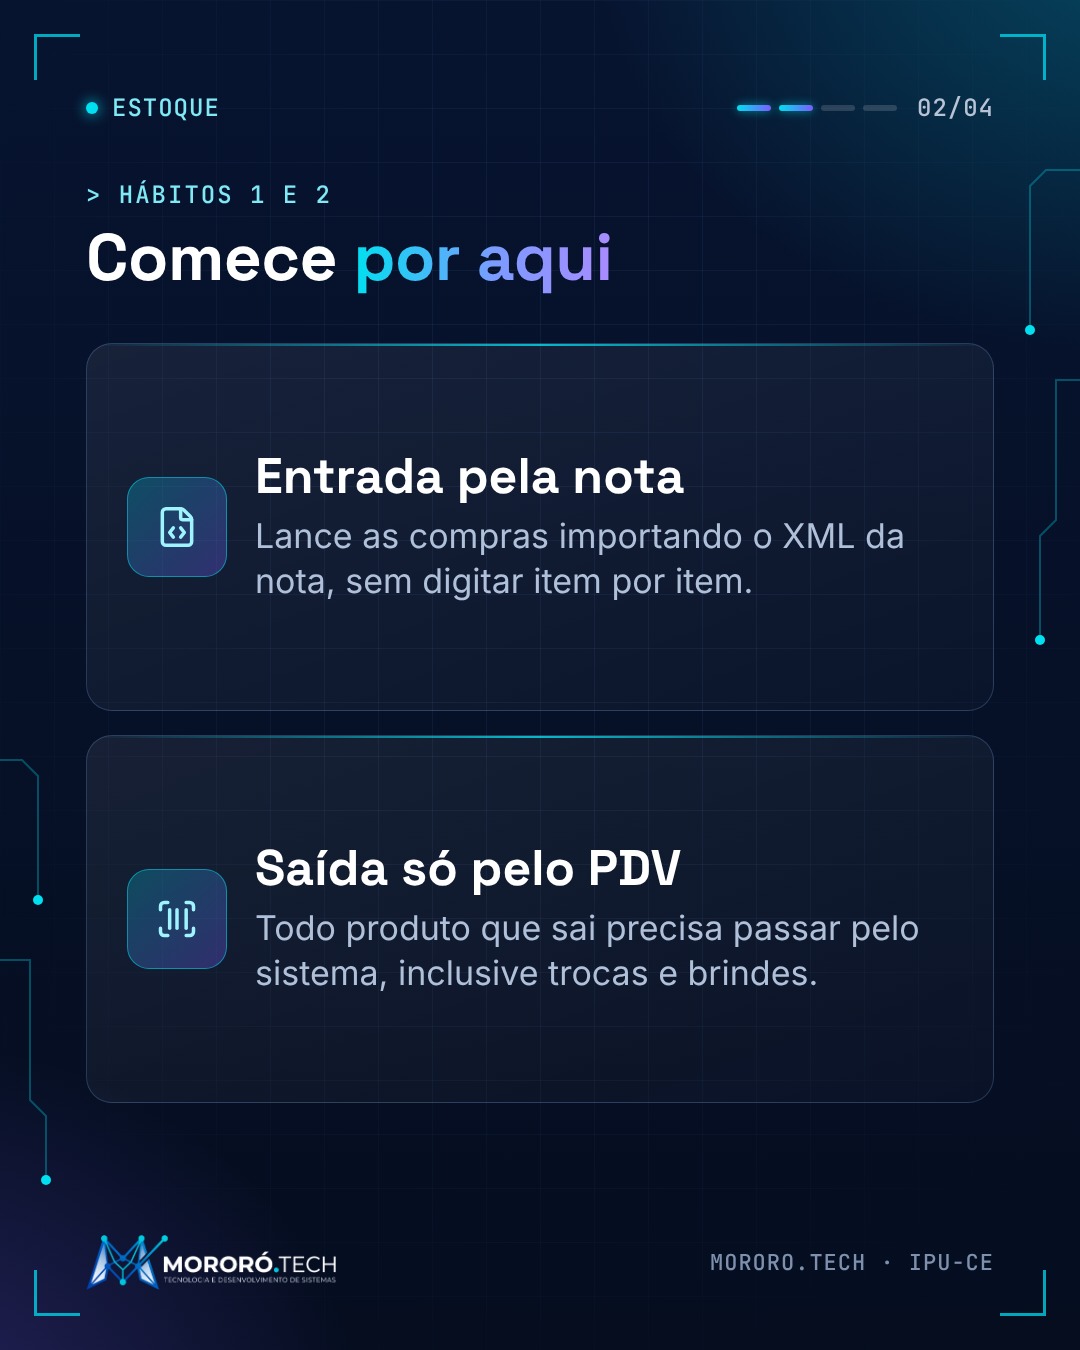 ESTOQUE
02/04
> HÁBITOS 1 E 2
Comece por aqui
Entrada pela nota
Lance as compras importando o XML da
nota, sem digitar item por item.
Saída só pelo PDV
Todo produto que sai precisa passar pelo
sistema, inclusive trocas e brindes.
MORORÓ.TECH
TECNOLOGIA E DESENVOLVIMENTO DE SISTEMAS
MORORO.TECH · IPU-CE